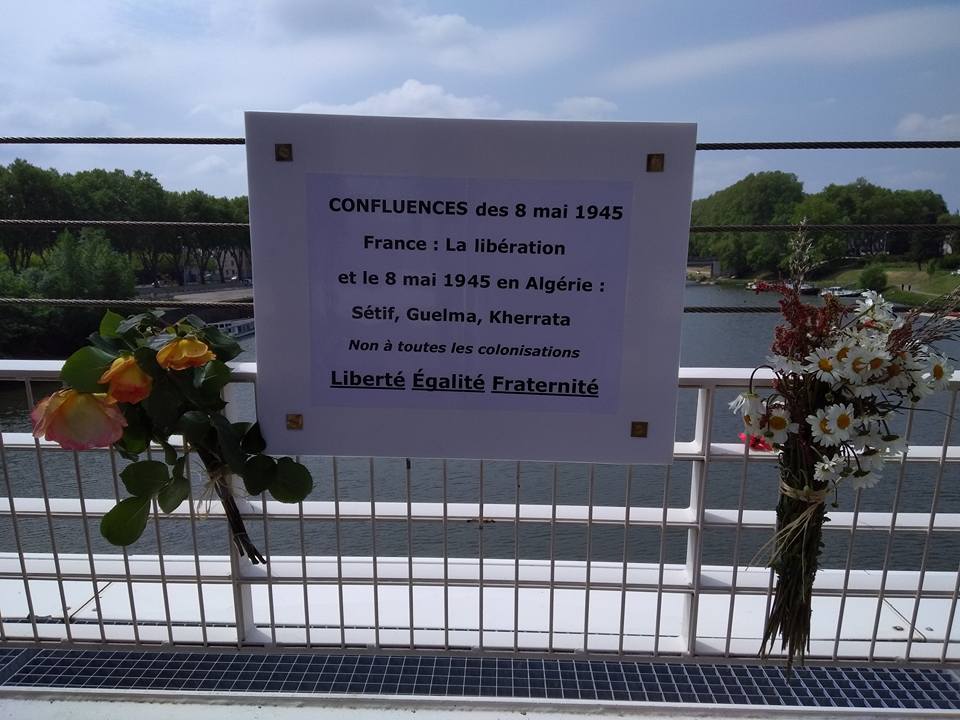 CONFLUENCES des 8 mai 1945
France : La libération
et le 8 mai 1945 en Algérie :
Sétif, Guelma, Kherrata
Non à toutes les colonisations
Liberté Égalité Fraternité